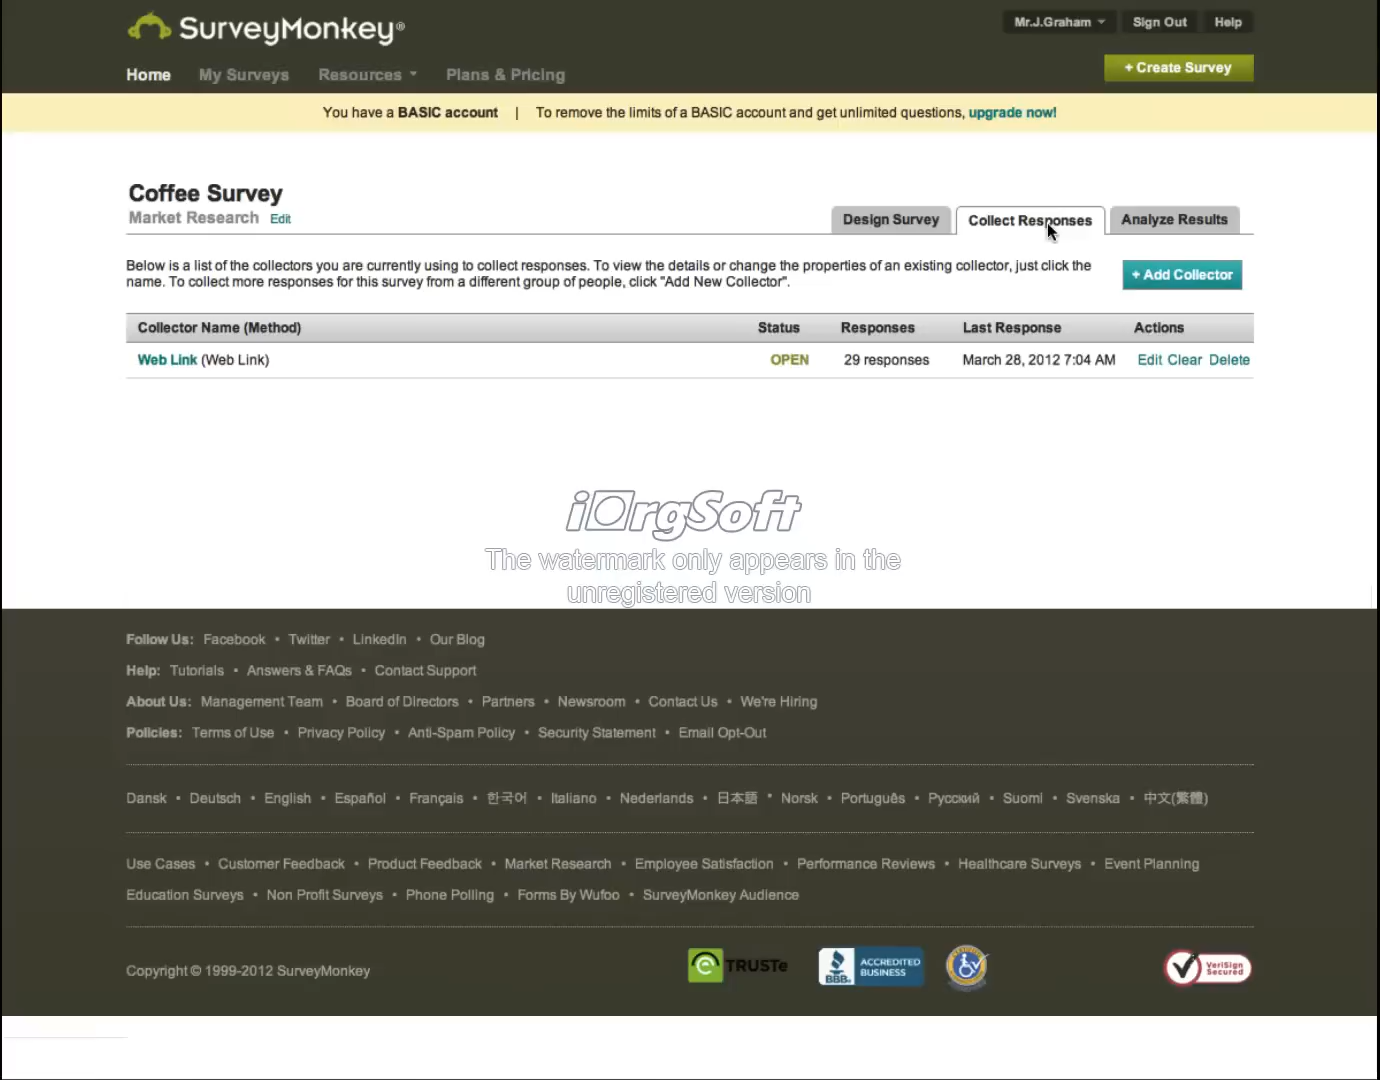 SurveyMonkey®
Mr.J.Graham Sign Out Help
Home My Surveys Resources Plans & Pricing
+ Create Survey
You have a BASIC account | To remove the limits of a BASIC account and get unlimited questions, upgrade now!
Coffee Survey
Market Research Edit
Design Survey Collect Responses Analyze Results
Below is a list of the collectors you are currently using to collect responses. To view the details or change the properties of an existing collector, just click the
name. To collect more responses for this survey from a different group of people, click "Add New Collector".
+ Add Collector
Collector Name (Method) Status Responses Last Response Actions
Web Link (Web Link) OPEN 29 responses March 28, 2012 7:04 AM Edit Clear Delete
iOrgSoft
The watermark only appears in the
unregistered version
Follow Us: Facebook • Twitter • LinkedIn • Our Blog
Help: Tutorials • Answers & FAQs • Contact Support
About Us: Management Team • Board of Directors • Partners • Newsroom • Contact Us • We're Hiring
Policies: Terms of Use • Privacy Policy • Anti-Spam Policy • Security Statement • Email Opt-Out
Dansk • Deutsch • English • Español • Français • 한국어 • Italiano • Nederlands • 日本語 • Norsk • Português • Русский • Suomi • Svenska • 中文(繁體)
Use Cases • Customer Feedback • Product Feedback • Market Research • Employee Satisfaction • Performance Reviews • Healthcare Surveys • Event Planning
Education Surveys • Non Profit Surveys • Phone Polling • Forms By Wufoo • SurveyMonkey Audience
Copyright © 1999-2012 SurveyMonkey
TRUSTe
BBB. ACCREDITED
BUSINESS
VeriSign
Secured